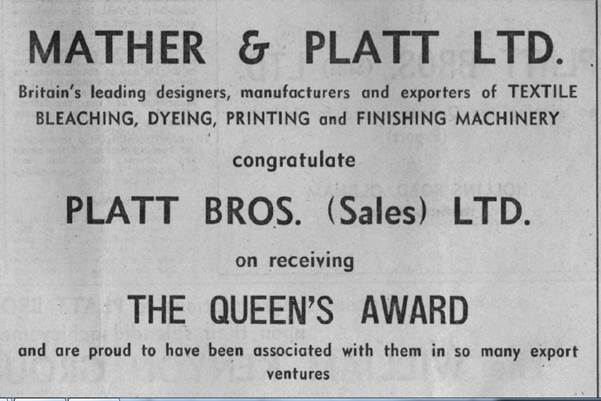 MATHER & PLATT LTD.
Britain's leading designers, manufacturers and exporters of TEXTILE
BLEACHING, DYEING, PRINTING and FINISHING MACHINERY
congratulate
PLATT BROS. (Sales) LTD.
on receiving
THE QUEEN'S AWARD
and are proud to have been associated with them in so many export
ventures